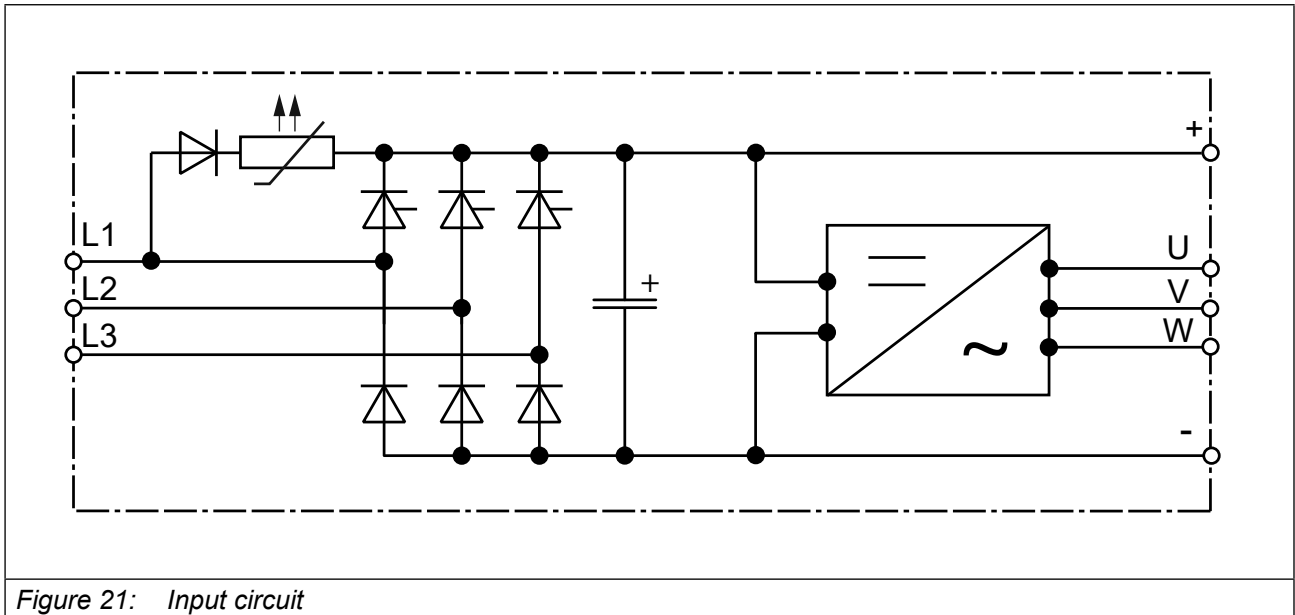 +
L1
+
U
L2
V
L3
W
~
-
Figure 21: Input circuit